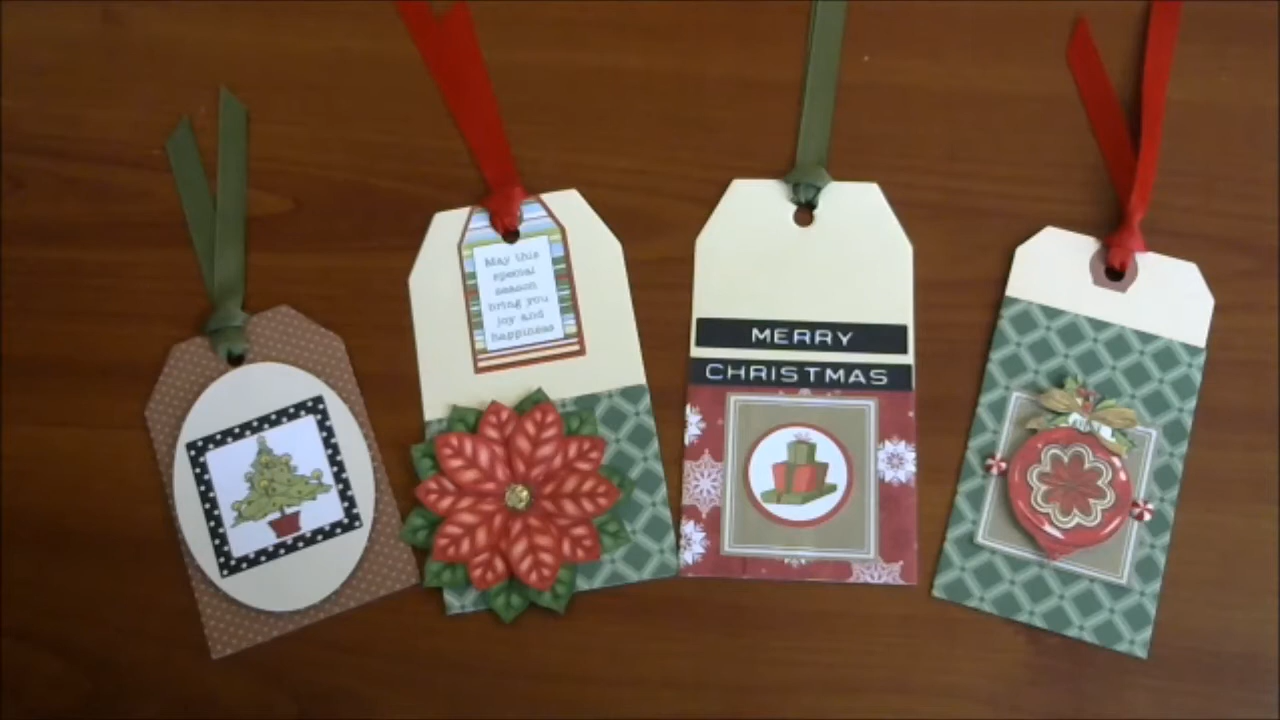 May this
special
season
bring you
joy and
happiness
MERRY
CHRISTMAS